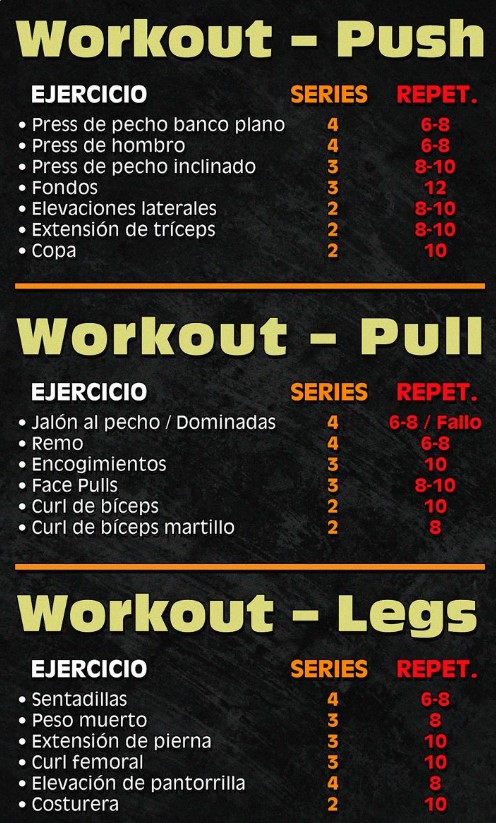 Workout – Push
EJERCICIO SERIES REPET.
• Press de pecho banco plano 4 6-8
• Press de hombro 4 6-8
• Press de pecho inclinado 3 8-10
• Fondos 3 12
• Elevaciones laterales 2 8-10
• Extensión de tríceps 2 8-10
• Copa 2 10
Workout – Pull
EJERCICIO SERIES REPET.
• Jalón al pecho / Dominadas 4 6-8 / Fallo
• Remo 4 6-8
• Encogimientos 3 10
• Face Pulls 3 8-10
• Curl de bíceps 2 10
• Curl de bíceps martillo 2 8
Workout – Legs
EJERCICIO SERIES REPET.
• Sentadillas 4 6-8
• Peso muerto 3 8
• Extensión de pierna 3 10
• Curl femoral 3 10
• Elevación de pantorrilla 4 8
• Costurera 2 10